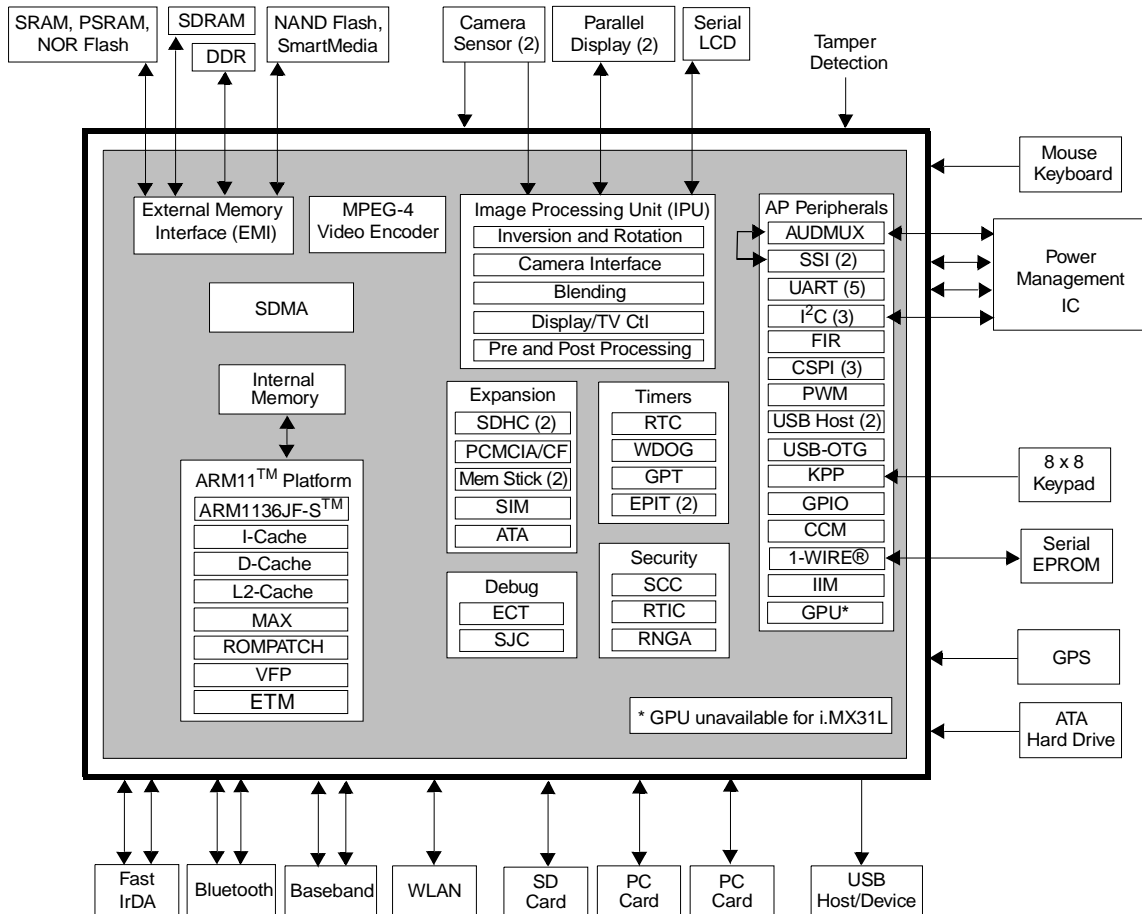 SRAM, PSRAM,
NOR Flash
SDRAM
DDR
NAND Flash,
SmartMedia
Camera
Sensor (2)
Parallel
Display (2)
Serial
LCD
Tamper
Detection
External Memory
Interface (EMI)
MPEG-4
Video Encoder
SDMA
Internal
Memory
ARM11™ Platform
ARM1136JF-S™
I-Cache
D-Cache
L2-Cache
MAX
ROMPATCH
VFP
ETM
Image Processing Unit (IPU)
Inversion and Rotation
Camera Interface
Blending
Display/TV Ctl
Pre and Post Processing
Expansion
SDHC (2)
PCMCIA/CF
Mem Stick (2)
SIM
ATA
Timers
RTC
WDOG
GPT
EPIT (2)
Debug
ECT
SJC
Security
SCC
RTIC
RNGA
AP Peripherals
AUDMUX
SSI (2)
UART (5)
I²C (3)
FIR
CSPI (3)
PWM
USB Host (2)
USB-OTG
KPP
GPIO
CCM
1-WIRE®
IIM
GPU*
* GPU unavailable for i.MX31L
Mouse
Keyboard
Power
Management
IC
8 x 8
Keypad
Serial
EPROM
GPS
ATA
Hard Drive
Fast
IrDA
Bluetooth
Baseband
WLAN
SD
Card
PC
Card
PC
Card
USB
Host/Device